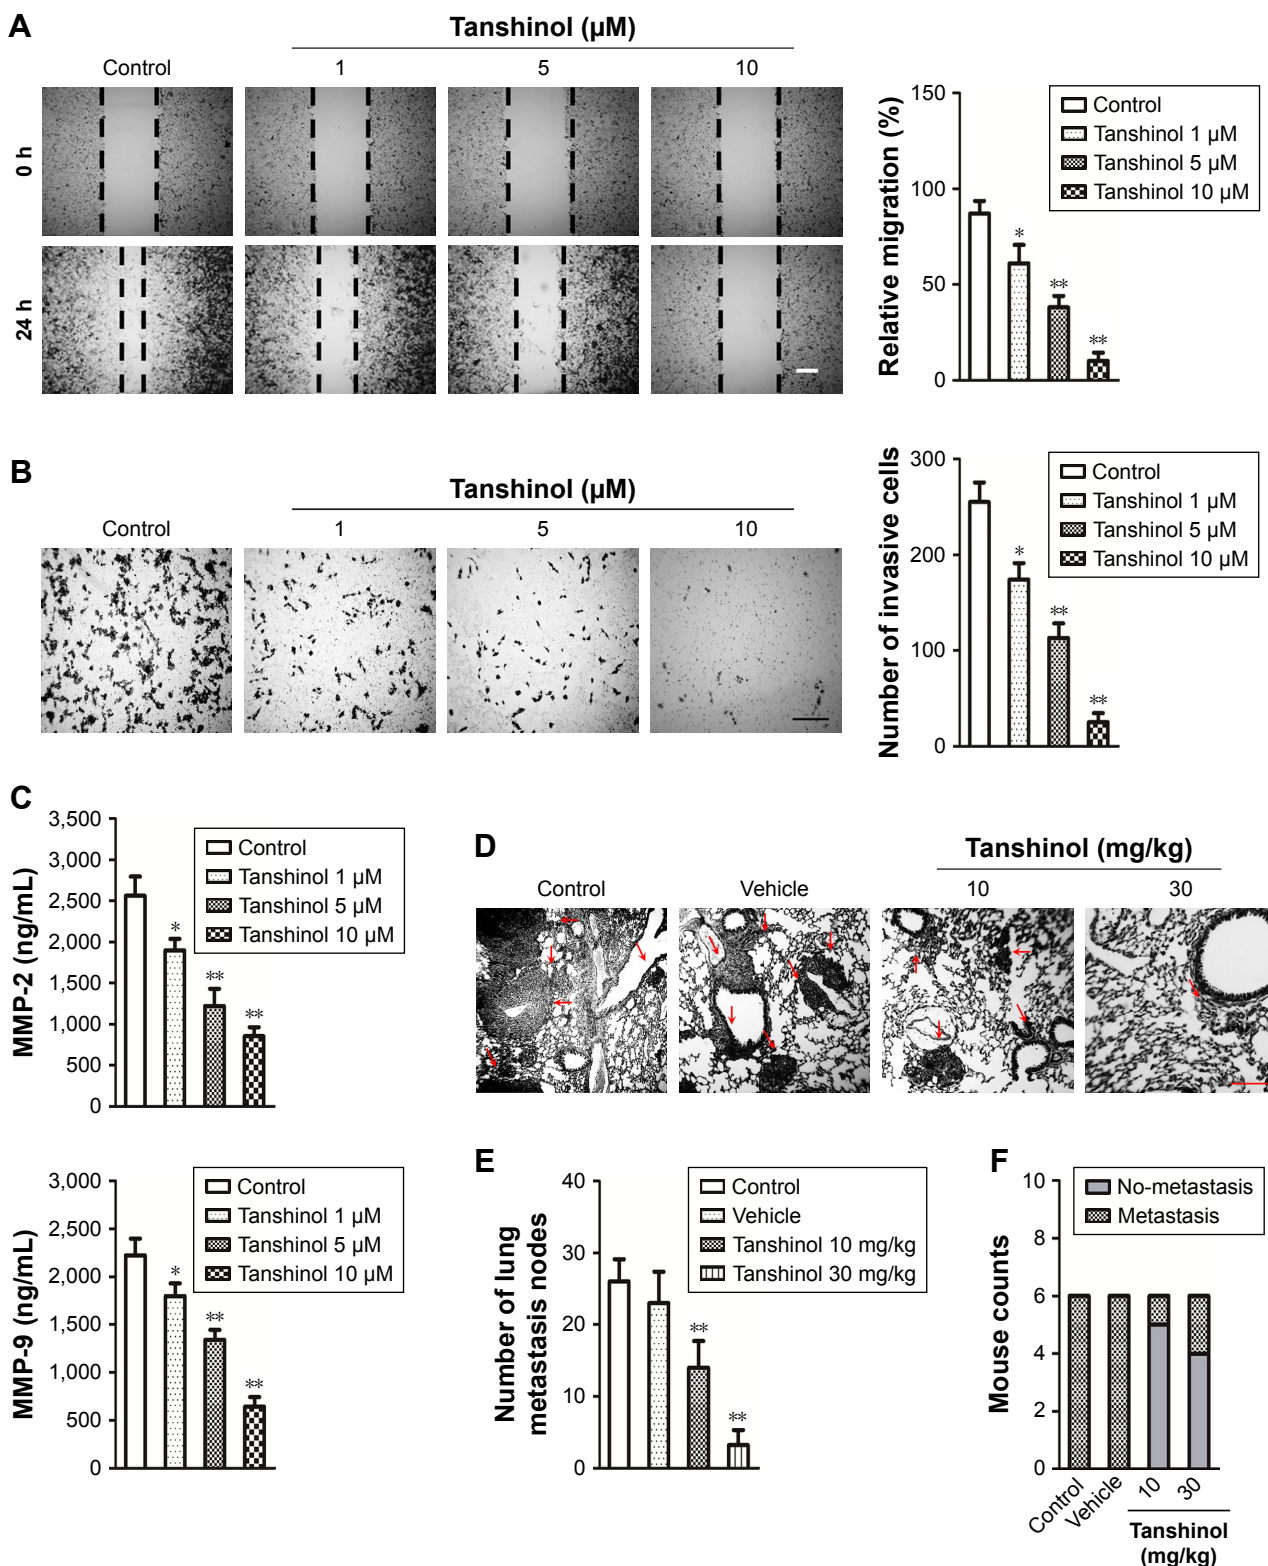 A
Tanshinol (µM)
Control 1 5 10
0 h
24 h
Relative migration (%)
150
100
50
0
*
**
**
Control
Tanshinol 1 µM
Tanshinol 5 µM
Tanshinol 10 µM
B
Tanshinol (µM)
Control 1 5 10
Number of invasive cells
300
200
100
0
*
**
**
Control
Tanshinol 1 µM
Tanshinol 5 µM
Tanshinol 10 µM
C
MMP-2 (ng/mL)
3,500
3,000
2,500
2,000
1,500
1,000
500
0
*
**
**
Control
Tanshinol 1 µM
Tanshinol 5 µM
Tanshinol 10 µM
MMP-9 (ng/mL)
3,000
2,500
2,000
1,500
1,000
500
0
*
**
**
Control
Tanshinol 1 µM
Tanshinol 5 µM
Tanshinol 10 µM
D
Tanshinol (mg/kg)
Control Vehicle 10 30
E
Number of lung
metastasis nodes
40
30
20
10
0
**
**
Control
Vehicle
Tanshinol 10 mg/kg
Tanshinol 30 mg/kg
F
Mouse counts
10
8
6
4
2
0
No-metastasis
Metastasis
Control Vehicle 10 30
Tanshinol
(mg/kg)